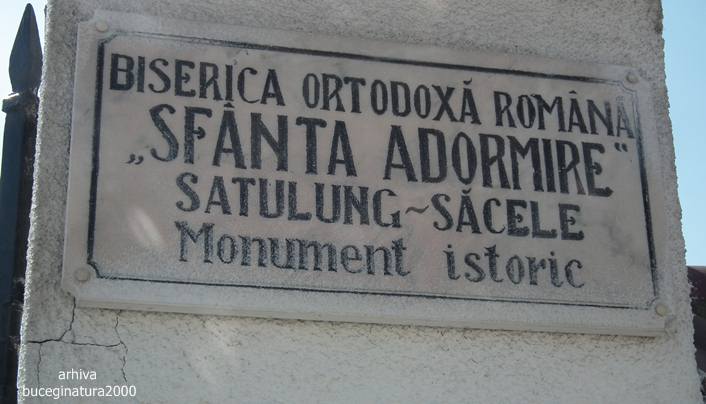 BISERICA ORTODOXĂ ROMÂNĂ
„SFÂNTA ADORMIRE"
SATULUNG~SĂCELE
Monument istoric
arhiva
buceginatura2000